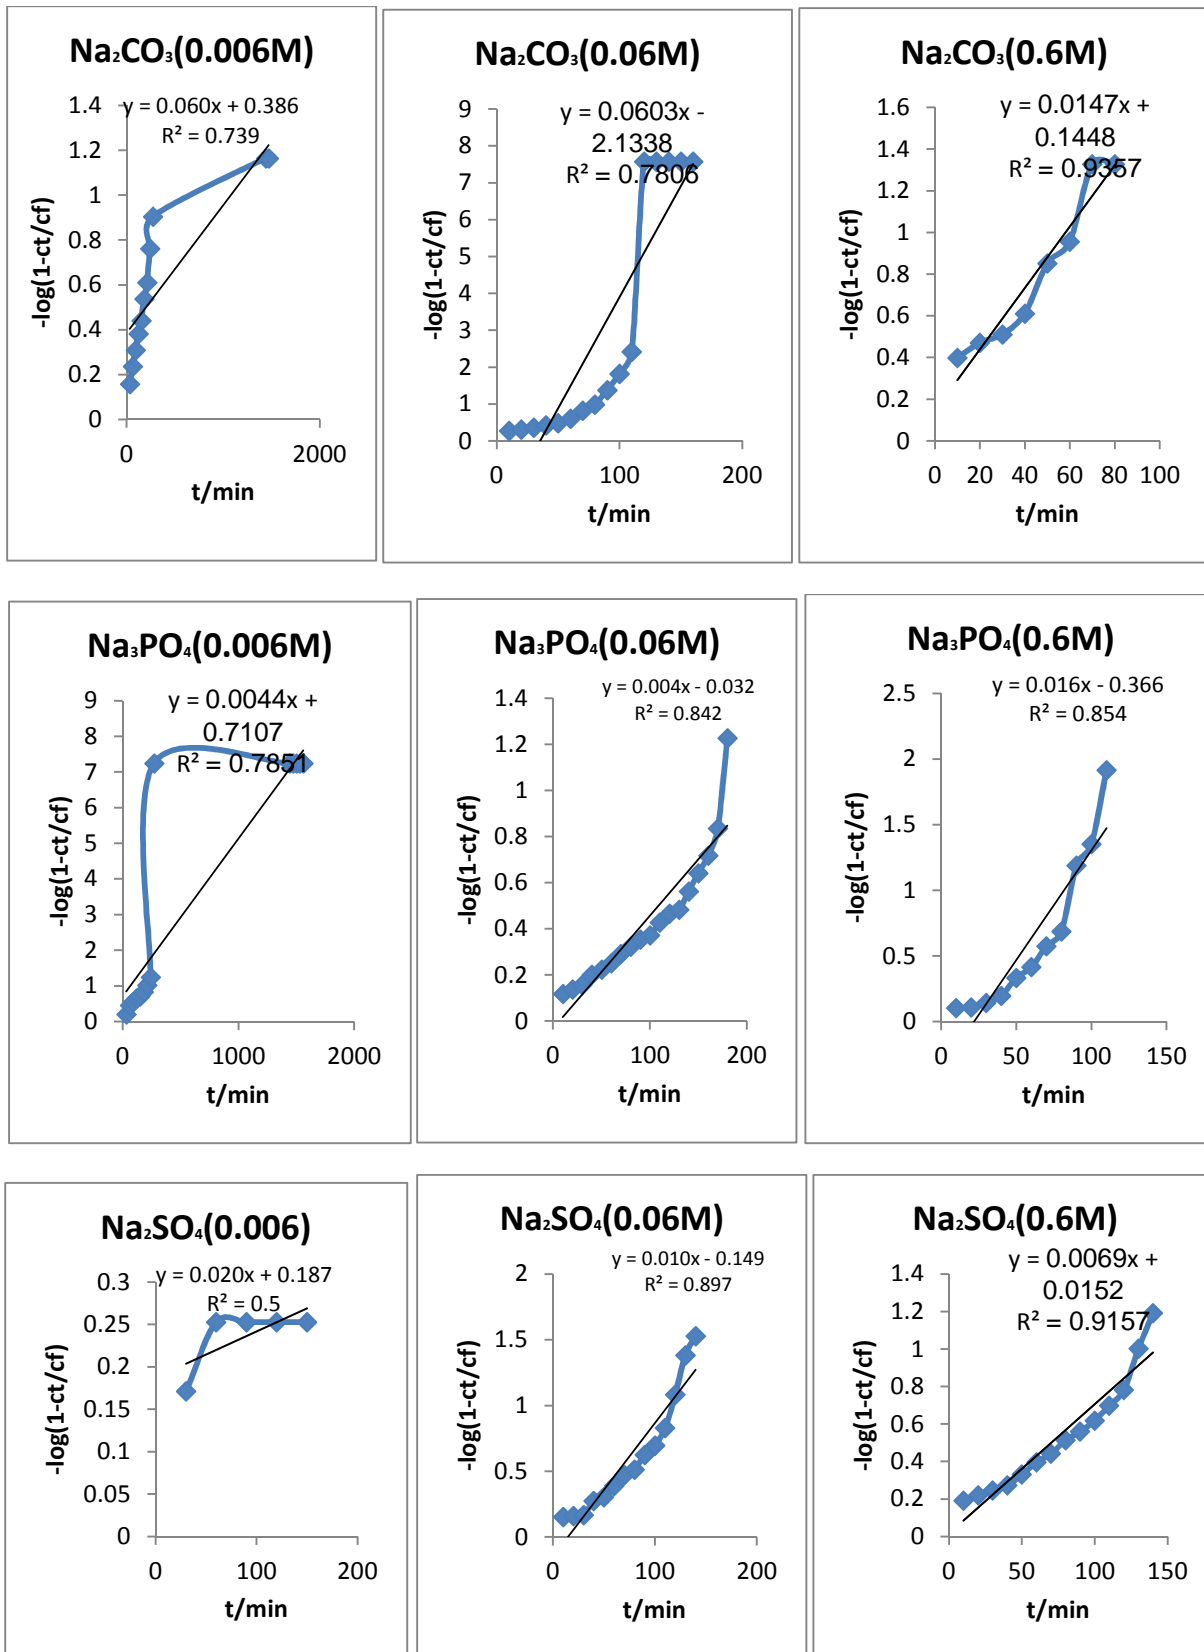 Na₂CO₃(0.006M)
y = 0.060x + 0.386
R² = 0.739
1.4
1.2
1
0.8
0.6
0.4
0.2
0
-log(1-ct/cf)
0
2000
t/min
Na₂CO₃(0.06M)
y = 0.0603x -
2.1338
R² = 0.7806
9
8
7
6
5
4
3
2
1
0
-log(1-ct/cf)
0
100
200
t/min
Na₂CO₃(0.6M)
y = 0.0147x +
0.1448
R² = 0.9357
1.6
1.4
1.2
1
0.8
0.6
0.4
0.2
0
-log(1-ct/cf)
0
20
40
60
80
100
t/min
Na₃PO₄(0.006M)
y = 0.0044x +
0.7107
R² = 0.7851
9
8
7
6
5
4
3
2
1
0
-log(1-ct/cf)
0
1000
2000
t/min
Na₃PO₄(0.06M)
y = 0.004x - 0.032
R² = 0.842
1.4
1.2
1
0.8
0.6
0.4
0.2
0
-log(1-ct/cf)
0
100
200
t/min
Na₃PO₄(0.6M)
y = 0.016x - 0.366
R² = 0.854
2.5
2
1.5
1
0.5
0
-log(1-ct/cf)
0
50
100
150
t/min
Na₂SO₄(0.006)
y = 0.020x + 0.187
R² = 0.5
0.3
0.25
0.2
0.15
0.1
0.05
0
-log(1-ct/cf)
0
100
200
t/min
Na₂SO₄(0.06M)
y = 0.010x - 0.149
R² = 0.897
2
1.5
1
0.5
0
-log(1-ct/cf)
0
100
200
t/min
Na₂SO₄(0.6M)
y = 0.0069x +
0.0152
R² = 0.9157
1.4
1.2
1
0.8
0.6
0.4
0.2
0
-log(1-ct/cf)
0
50
100
150
t/min